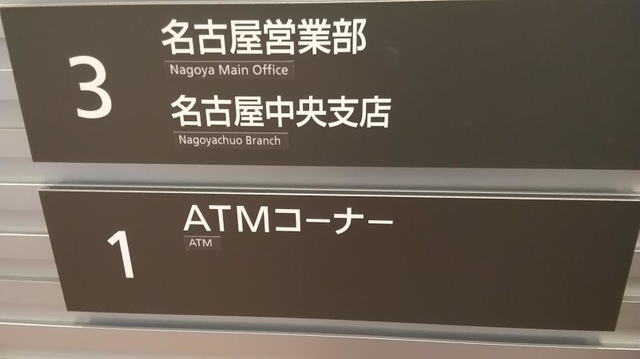 3
名古屋営業部
Nagoya Main Office
名古屋中央支店
Nagoyachuo Branch
1
ATMコーナー
ATM